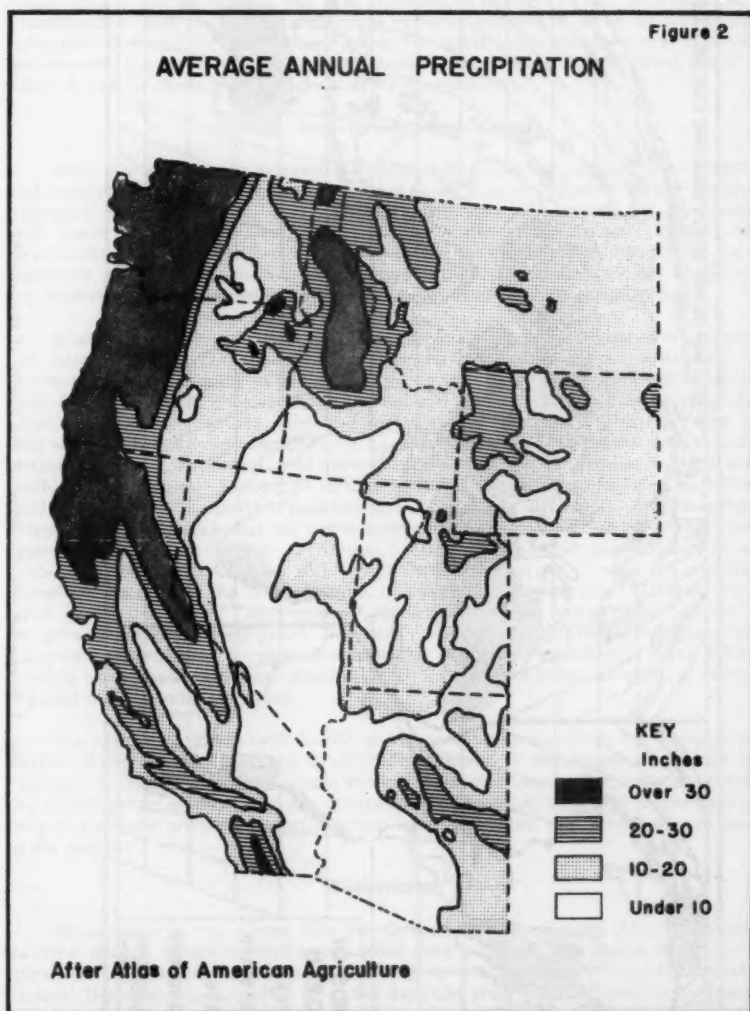 Figure 2
AVERAGE ANNUAL PRECIPITATION
KEY
Inches
Over 30
20-30
10-20
Under 10
After Atlas of American Agriculture